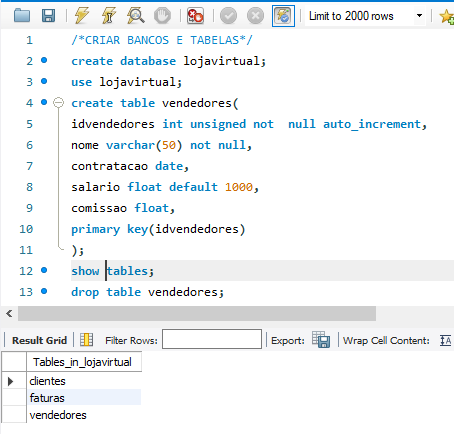 Limit to 2000 rows
1 /*CRIAR BANCOS E TABELAS*/
2 create database lojavirtual;
3 use lojavirtual;
4 create table vendedores(
5 idvendedores int unsigned not  null auto_increment,
6 nome varchar(50) not null,
7 contratacao date,
8 salario float default 1000,
9 comissao float,
10 primary key(idvendedores)
11 );
12 show tables;
13 drop table vendedores;
Result Grid Filter Rows: Export: Wrap Cell Content:
Tables_in_lojavirtual
clientes
faturas
vendedores